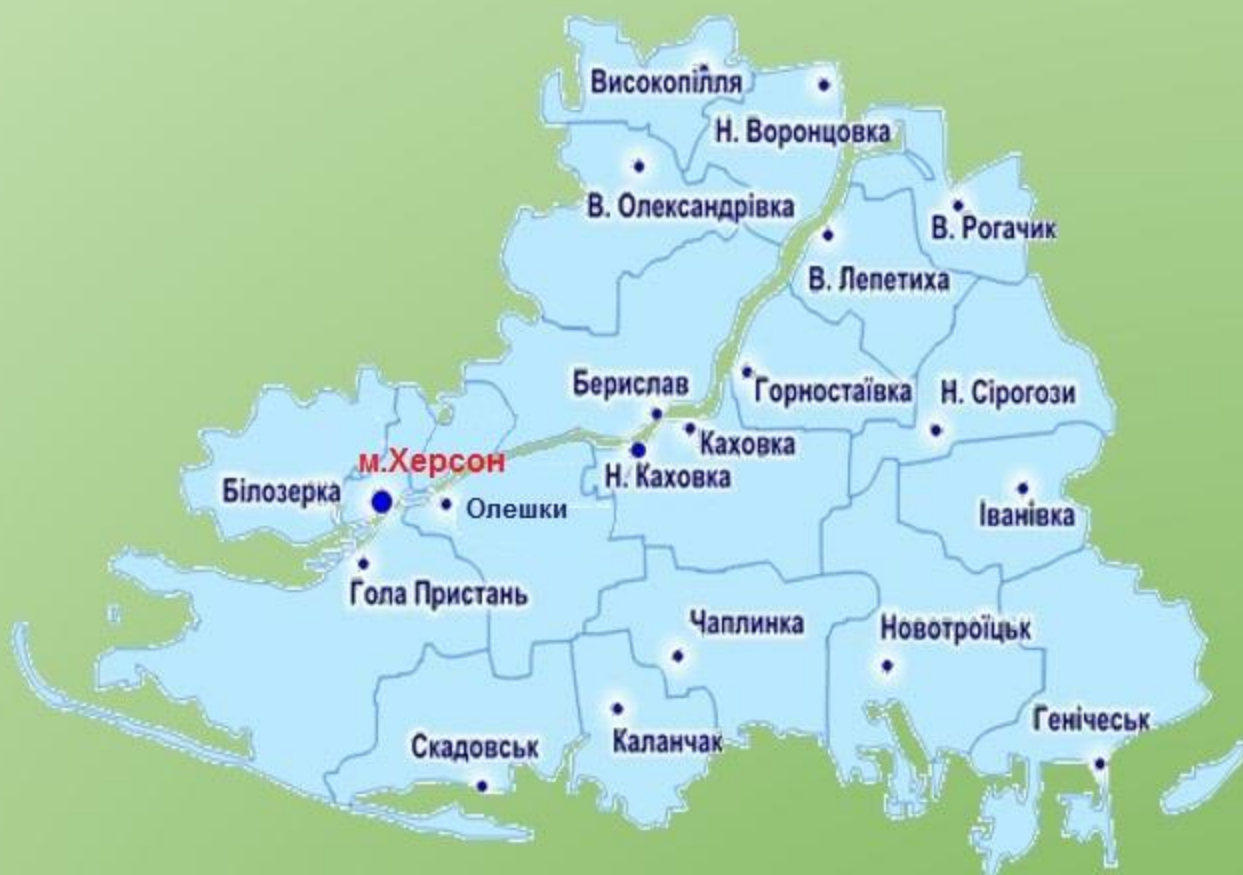 Високопілля
Н. Воронцовка
В. Олександрівка
В. Рогачик
В. Лепетиха
Берислав
Горностаївка
Н. Сірогози
Каховка
м.Херсон
Н. Каховка
Білозерка
Олешки
Іванівка
Гола Пристань
Чаплинка
Новотроїцьк
Генічеськ
Скадовськ
Каланчак